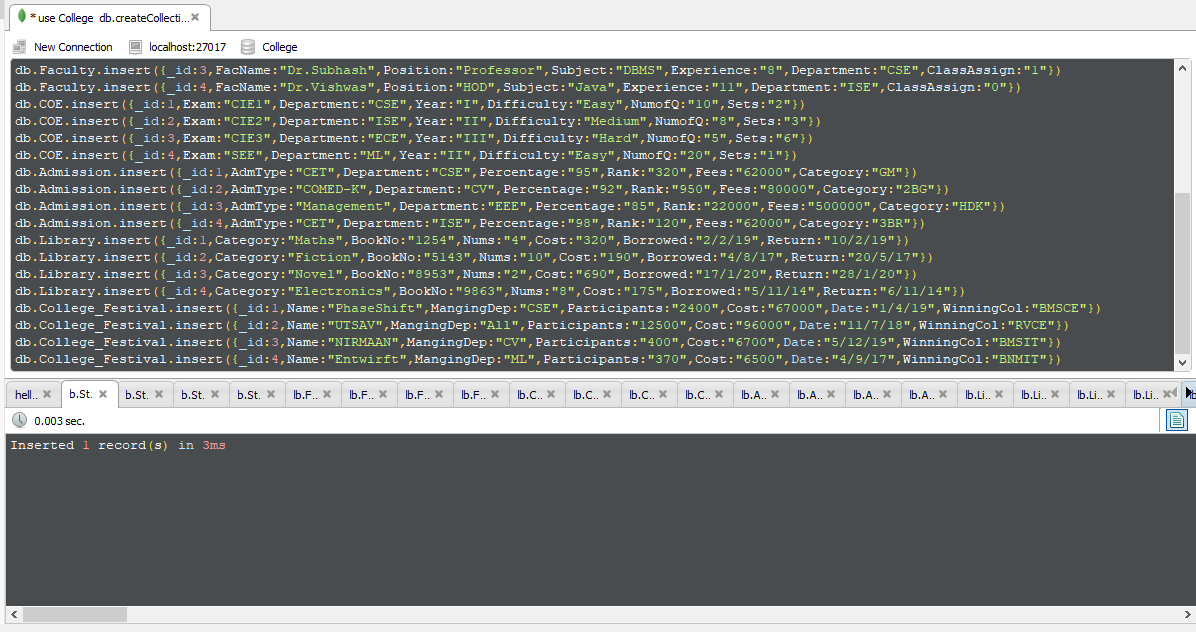 * use College db.createCollecti...
New Connection localhost:27017 College
db.Faculty.insert({_id:3,FacName:"Dr.Subhash",Position:"Professor",Subject:"DBMS",Experience:"8",Department:"CSE",ClassAssign:"1"})
db.Faculty.insert({_id:4,FacName:"Dr.Vishwas",Position:"HOD",Subject:"Java",Experience:"11",Department:"ISE",ClassAssign:"0"})
db.COE.insert({_id:1,Exam:"CIE1",Department:"CSE",Year:"I",Difficulty:"Easy",NumofQ:"10",Sets:"2"})
db.COE.insert({_id:2,Exam:"CIE2",Department:"ISE",Year:"II",Difficulty:"Medium",NumofQ:"8",Sets:"3"})
db.COE.insert({_id:3,Exam:"CIE3",Department:"ECE",Year:"III",Difficulty:"Hard",NumofQ:"5",Sets:"6"})
db.COE.insert({_id:4,Exam:"SEE",Department:"ML",Year:"II",Difficulty:"Easy",NumofQ:"20",Sets:"1"})
db.Admission.insert({_id:1,AdmType:"CET",Department:"CSE",Percentage:"95",Rank:"320",Fees:"62000",Category:"GM"})
db.Admission.insert({_id:2,AdmType:"COMED-K",Department:"CV",Percentage:"92",Rank:"950",Fees:"80000",Category:"2BG"})
db.Admission.insert({_id:3,AdmType:"Management",Department:"EEE",Percentage:"85",Rank:"22000",Fees:"500000",Category:"HDK"})
db.Admission.insert({_id:4,AdmType:"CET",Department:"ISE",Percentage:"98",Rank:"120",Fees:"62000",Category:"3BR"})
db.Library.insert({_id:1,Category:"Maths",BookNo:"1254",Nums:"4",Cost:"320",Borrowed:"2/2/19",Return:"10/2/19"})
db.Library.insert({_id:2,Category:"Fiction",BookNo:"5143",Nums:"10",Cost:"190",Borrowed:"4/8/17",Return:"20/5/17"})
db.Library.insert({_id:3,Category:"Novel",BookNo:"8953",Nums:"2",Cost:"690",Borrowed:"17/1/20",Return:"28/1/20"})
db.Library.insert({_id:4,Category:"Electronics",BookNo:"9863",Nums:"8",Cost:"175",Borrowed:"5/11/14",Return:"6/11/14"})
db.College_Festival.insert({_id:1,Name:"PhaseShift",MangingDep:"CSE",Participants:"2400",Cost:"67000",Date:"1/4/19",WinningCol:"BMSCE"})
db.College_Festival.insert({_id:2,Name:"UTSAV",MangingDep:"All",Participants:"12500",Cost:"96000",Date:"11/7/18",WinningCol:"RVCE"})
db.College_Festival.insert({_id:3,Name:"NIRMAAN",MangingDep:"CV",Participants:"400",Cost:"6700",Date:"5/12/19",WinningCol:"BMSIT"})
db.College_Festival.insert({_id:4,Name:"Entwirft",MangingDep:"ML",Participants:"370",Cost:"6500",Date:"4/9/17",WinningCol:"BNMIT"})
hell.. b.St. b.St. b.St. b.St. lb.F.. lb.F.. lb.F.. lb.F.. lb.C.. lb.C.. lb.C.. lb.C.. lb.A.. lb.A.. lb.A.. lb.A.. lb.Li.. lb.Li.. lb.Li.. lb.Li..
0.003 sec.
Inserted 1 record(s) in 3ms